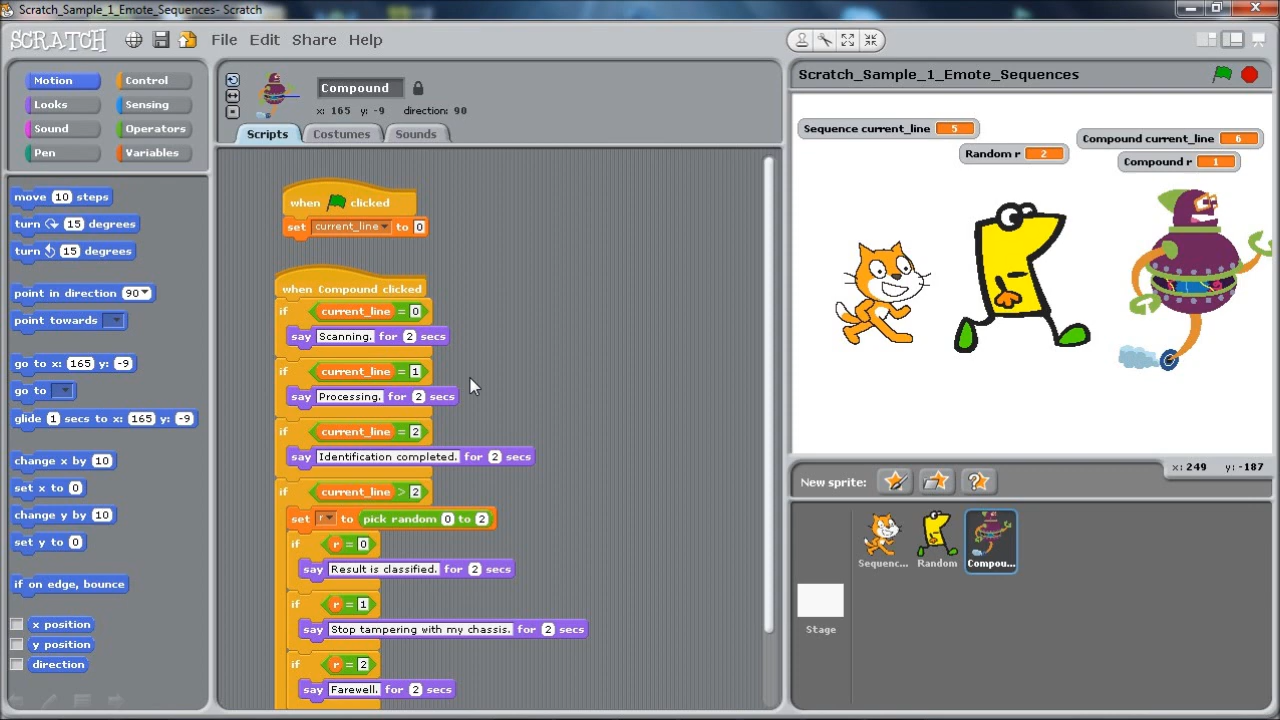 Scratch_Sample_1_Emote_Sequences- Scratch
SCRATCH File Edit Share Help
Motion Control
Looks Sensing
Sound Operators
Pen Variables
move 10 steps
turn 15 degrees
turn 15 degrees
point in direction 90
point towards
go to x: 165 y: -9
go to
glide 1 secs to x: 165 y: -9
change x by 10
set x to 0
change y by 10
set y to 0
if on edge, bounce
x position
y position
direction
Compound
x: 165 y: -9 direction: 90
Scripts Costumes Sounds
when clicked
set current_line to 0
when Compound clicked
if current_line = 0
say Scanning. for 2 secs
if current_line = 1
say Processing. for 2 secs
if current_line = 2
say Identification completed. for 2 secs
if current_line > 2
set r to pick random 0 to 2
if r = 0
say Result is classified. for 2 secs
if r = 1
say Stop tampering with my chassis. for 2 secs
if r = 2
say Farewell. for 2 secs
Scratch_Sample_1_Emote_Sequences
Sequence current_line 5
Random r 2
Compound current_line 6
Compound r 1
x: 249 y: -187
New sprite:
Sequenc... Random Compou...
Stage